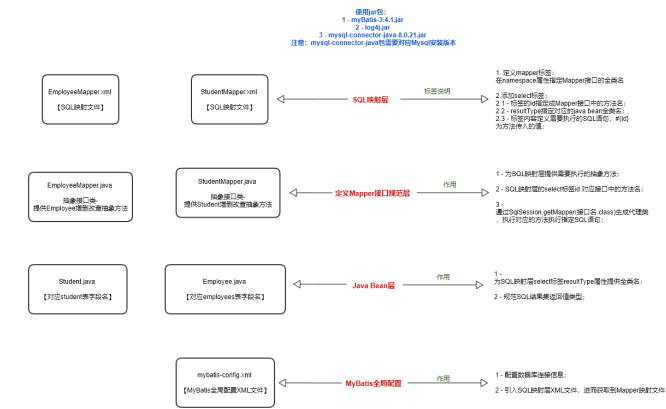 使用jar包：
1 - myBatis-3.4.1.jar
2 - log4j.jar
3 - mysql-connector-java-8.0.21.jar
注意： mysql-connector-java包需要对应Mysql安装版本
EmployeeMapper.xml
【SQL映射文件】
StudentMapper.xml
【SQL映射文件】
SQL映射层
标签说明
1. 定义mapper标签：
在namespace属性指定Mapper接口的全类名
2.添加select标签：
2.1 - 标签的id指定成Mapper接口中的方法名；
2.2 - resultType指定对应的java bean全类名；
2.3 - 标签内容定义需要执行的SQL语句，#{id}
为方法传入的值；
EmployeeMapper.java
抽象接口类-
提供Employee增删改查抽象方法
StudentMapper.java
抽象接口类-
提供Student增删改查抽象方法
定义Mapper接口规范层
作用
1 - 为SQL映射层提供需要执行的抽象方法；
2 - SQL映射层的select标签id 对应接口中的方法名；
3 -
通过SqlSession.getMapper(接口名.class)生成代理类
，执行对应的方法执行指定SQL语句；
Student.java
【对应student表字段名】
Employee.java
【对应employees表字段名】
Java Bean层
作用
1 -
为SQL映射层select标签resultType属性提供全类名；
2 - 规范SQL结果集返回值类型；
mybatis-config.xml
【MyBatis全局配置XML文件】
MyBatis全局配置
作用
1 - 配置数据库连接信息；
2 - 引入SQL映射层XML文件，进而获取到Mapper映射文件